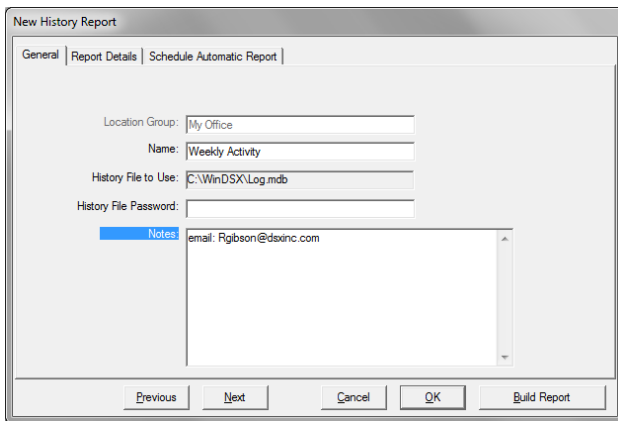 New History Report
General Report Details Schedule Automatic Report
Location Group: My Office
Name: Weekly Activity
History File to Use: C:\WinDSX\Log.mdb
History File Password:
Notes: email: Rgibson@dsxinc.com
Previous Next Cancel OK Build Report